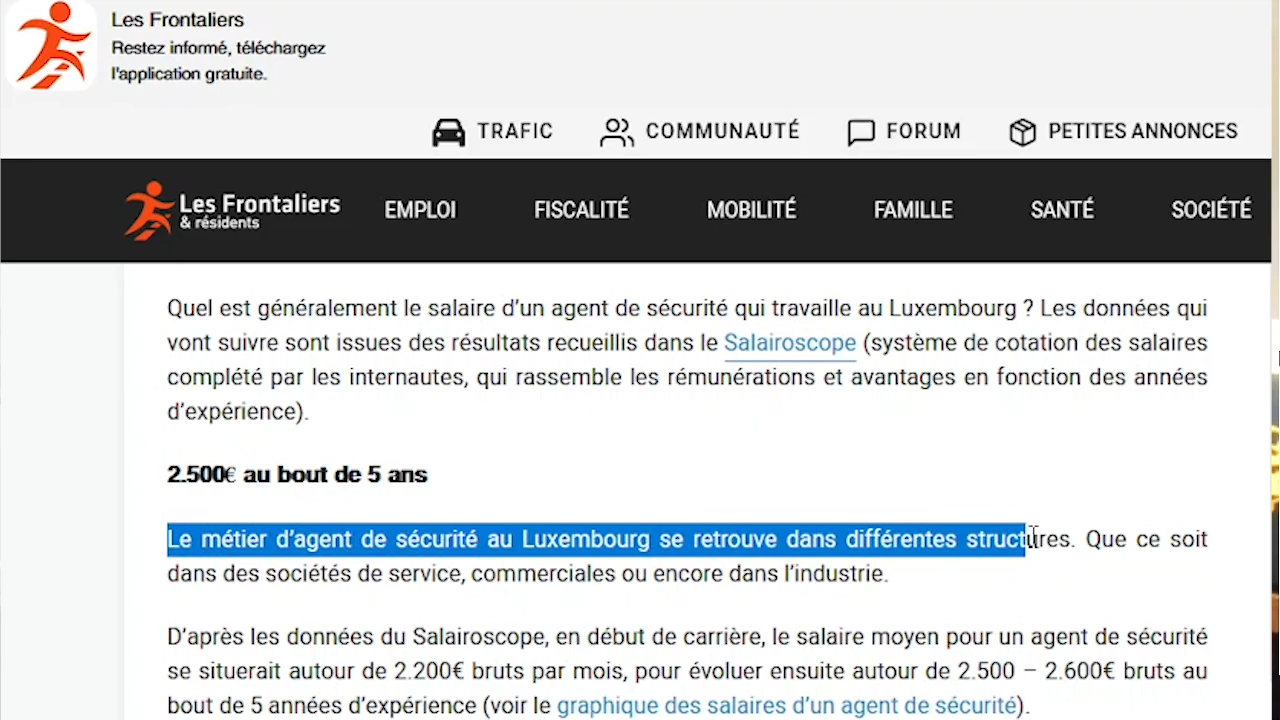 Les Frontaliers
Restez informé, téléchargez
l'application gratuite.
TRAFIC COMMUNAUTÉ FORUM PETITES ANNONCES
Les Frontaliers
& résidents
EMPLOI FISCALITÉ MOBILITÉ FAMILLE SANTÉ SOCIÉTÉ
Quel est généralement le salaire d’un agent de sécurité qui travaille au Luxembourg ? Les données qui
vont suivre sont issues des résultats recueillis dans le Salairoscope (système de cotation des salaires
complété par les internautes, qui rassemble les rémunérations et avantages en fonction des années
d’expérience).
2.500€ au bout de 5 ans
Le métier d’agent de sécurité au Luxembourg se retrouve dans différentes structures. Que ce soit
dans des sociétés de service, commerciales ou encore dans l’industrie.
D’après les données du Salairoscope, en début de carrière, le salaire moyen pour un agent de sécurité
se situerait autour de 2.200€ bruts par mois, pour évoluer ensuite autour de 2.500 – 2.600€ bruts au
bout de 5 années d’expérience (voir le graphique des salaires d’un agent de sécurité).